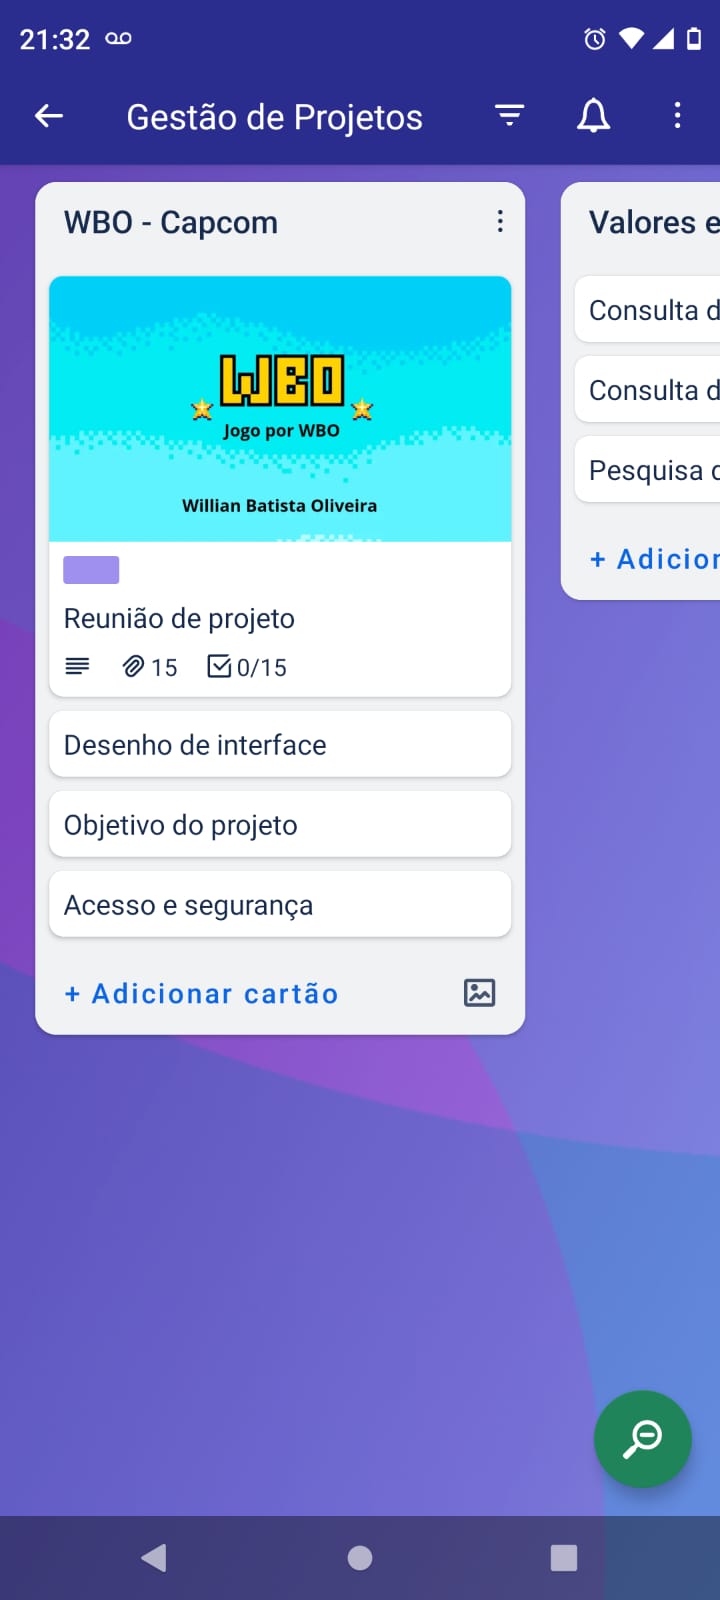 21:32
Gestão de Projetos
WBO - Capcom
WBO
Jogo por WBO
Willian Batista Oliveira
Reunião de projeto
15 0/15
Desenho de interface
Objetivo do projeto
Acesso e segurança
+ Adicionar cartão
Valores e
Consulta d
Consulta d
Pesquisa
+ Adicion